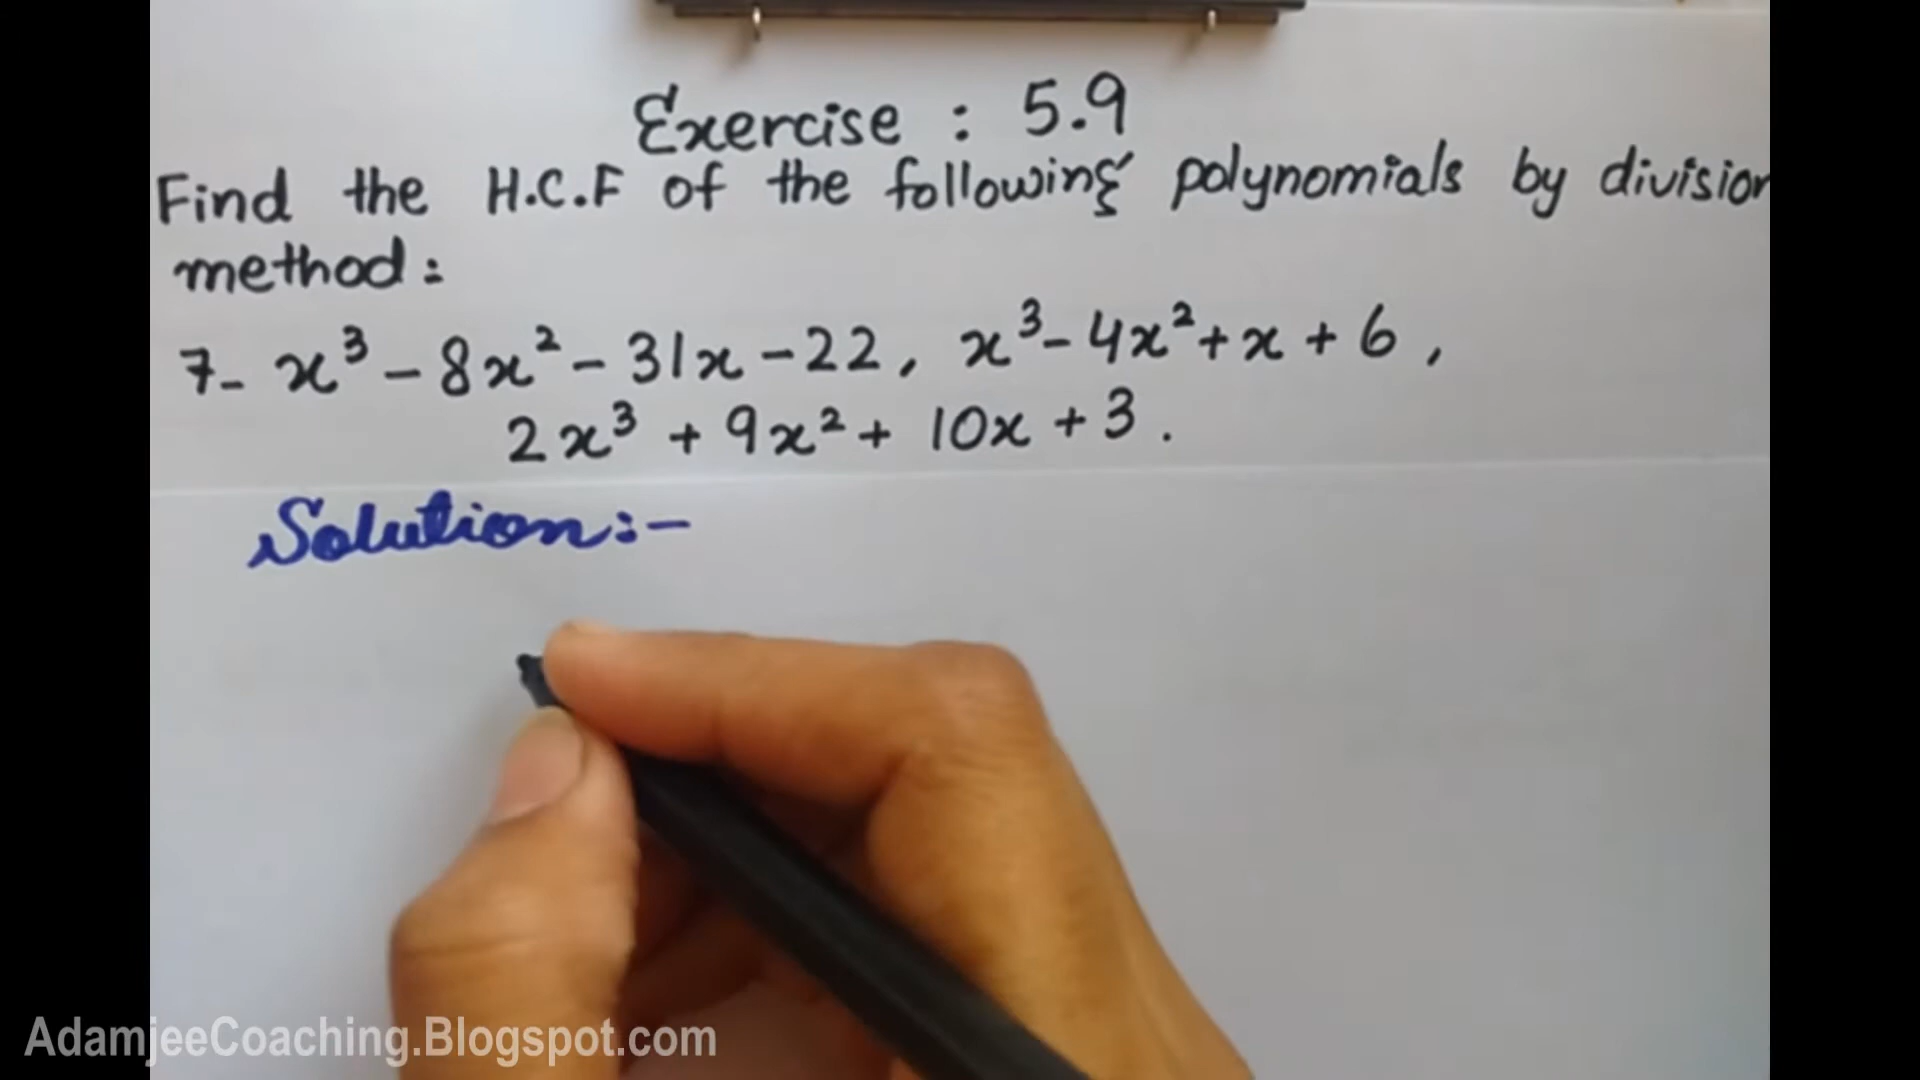 Exercise : 5.9
Find the H.C.F of the following polynomials by division
method:
7- x³ - 8x² - 31x - 22, x³ - 4x² + x + 6 ,
2x³ + 9x² + 10x + 3 .
Solution:-
AdamjeeCoaching.Blogspot.com